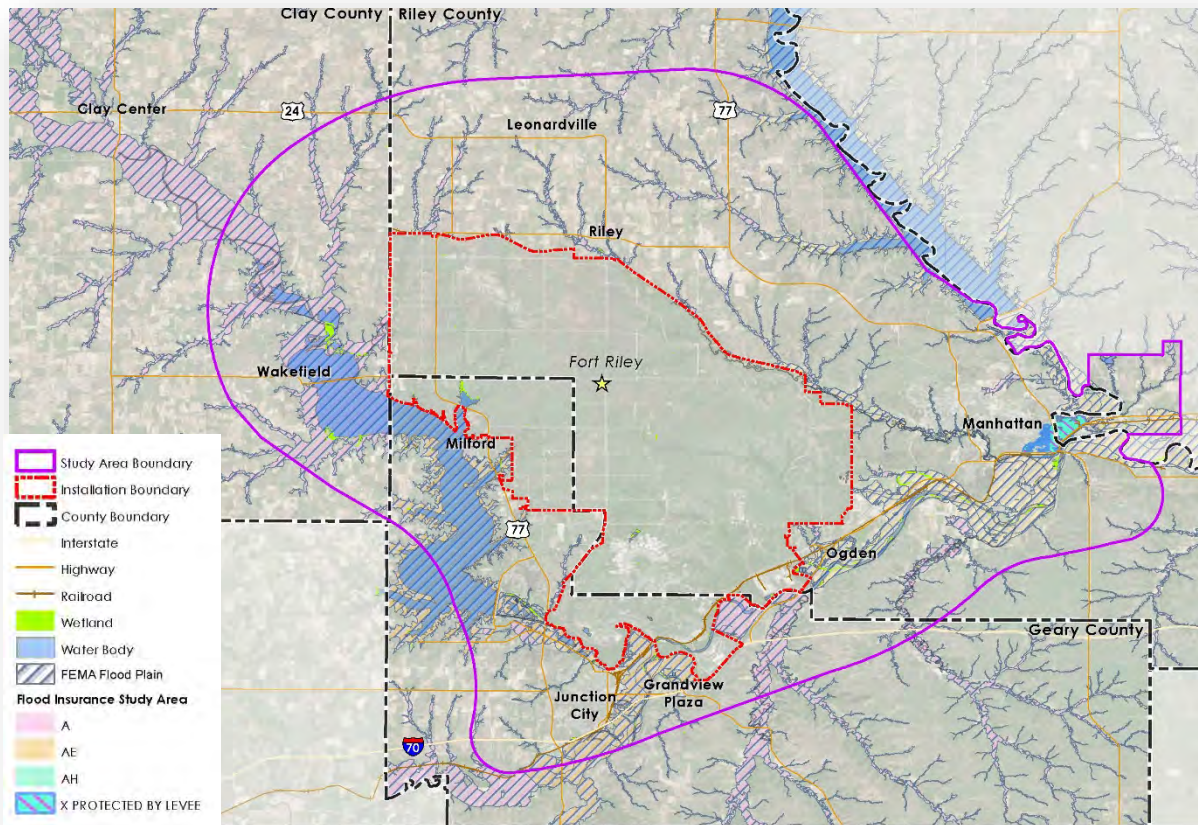 Clay County
Riley County
Clay Center
24
77
Leonardville
Riley
Fort Riley
Wakefield
Manhattan
Milford
77
Ogden
Geary County
Grandview
Plaza
Junction
City
70
Study Area Boundary
Installation Boundary
County Boundary
Interstate
Highway
Railroad
Wetland
Water Body
FEMA Flood Plain
Flood Insurance Study Area
A
AE
AH
X PROTECTED BY LEVEE